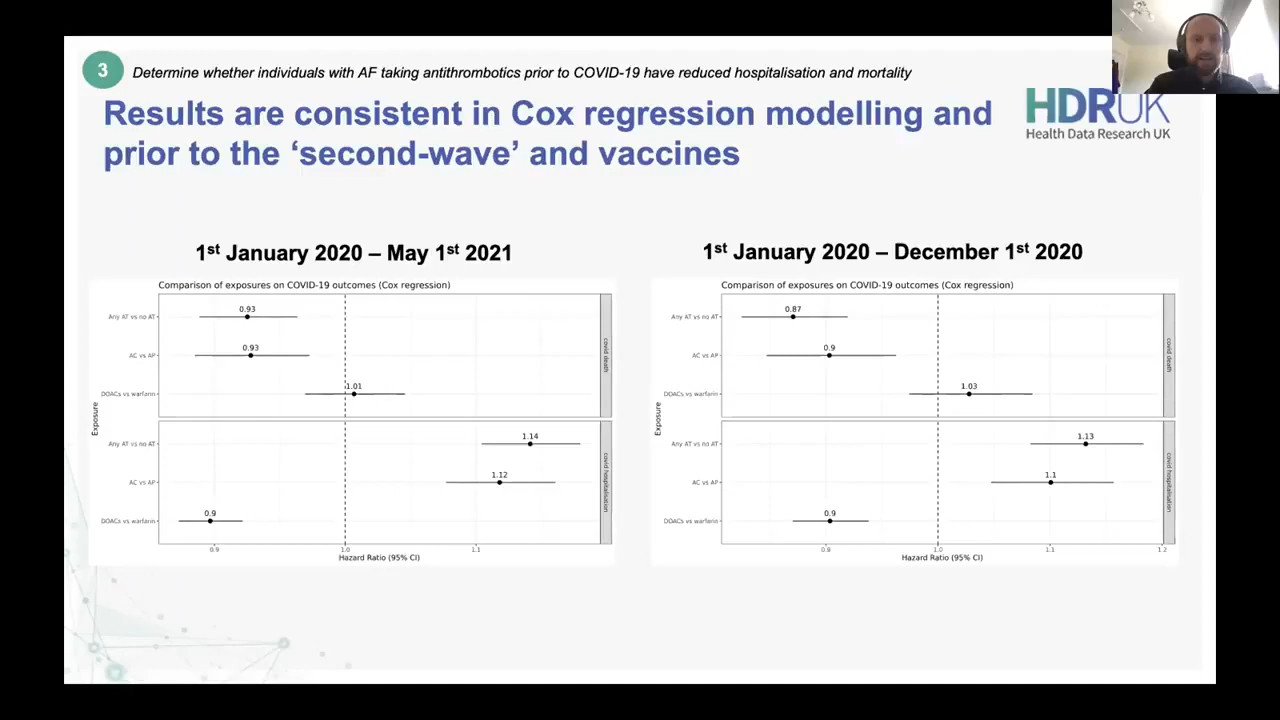 3
Determine whether individuals with AF taking antithrombotics prior to COVID-19 have reduced hospitalisation and mortality
Results are consistent in Cox regression modelling and
prior to the ‘second-wave’ and vaccines
HDRUK
Health Data Research UK
1st January 2020 – May 1st 2021
Comparison of exposures on COVID-19 outcomes (Cox regression)
Exposure
Any AT vs no AT
0.93
AC vs AP
0.93
DOACs vs warfarin
1.01
covid death
Any AT vs no AT
1.14
AC vs AP
1.12
DOACs vs warfarin
0.9
covid hospitalisation
0.9 1.0 1.1
Hazard Ratio (95% CI)
1st January 2020 – December 1st 2020
Comparison of exposures on COVID-19 outcomes (Cox regression)
Exposure
Any AT vs no AT
0.87
AC vs AP
0.9
DOACs vs warfarin
1.03
covid death
Any AT vs no AT
1.13
AC vs AP
1.1
DOACs vs warfarin
0.9
covid hospitalisation
0.9 1.0 1.1 1.2
Hazard Ratio (95% CI)